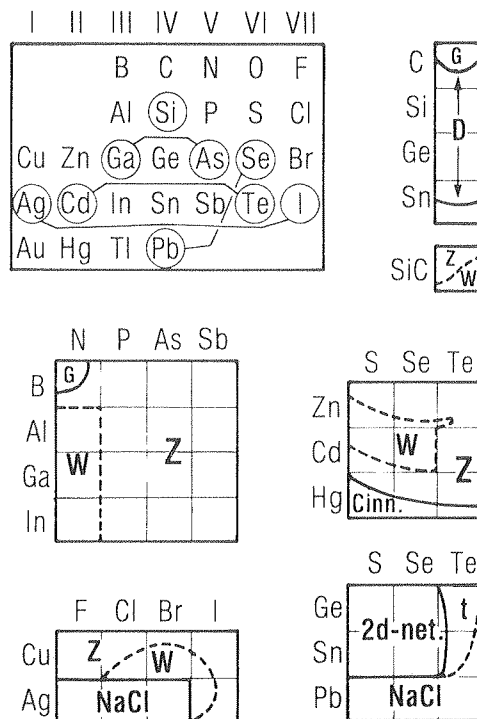 I II III IV V VI VII
B C N O F
Al Si P S Cl
Cu Zn Ga Ge As Se Br
Ag Cd In Sn Sb Te I
Au Hg Tl Pb
C G
Si
D
Ge
Sn
SiC Z W
N P As Sb
B G
Al
W Z
Ga
In
S Se Te
Zn
Cd W
Z
Hg Cinn.
F Cl Br I
Cu Z W
Ag NaCl
S Se Te
Ge t
2d-net.
Sn
Pb NaCl